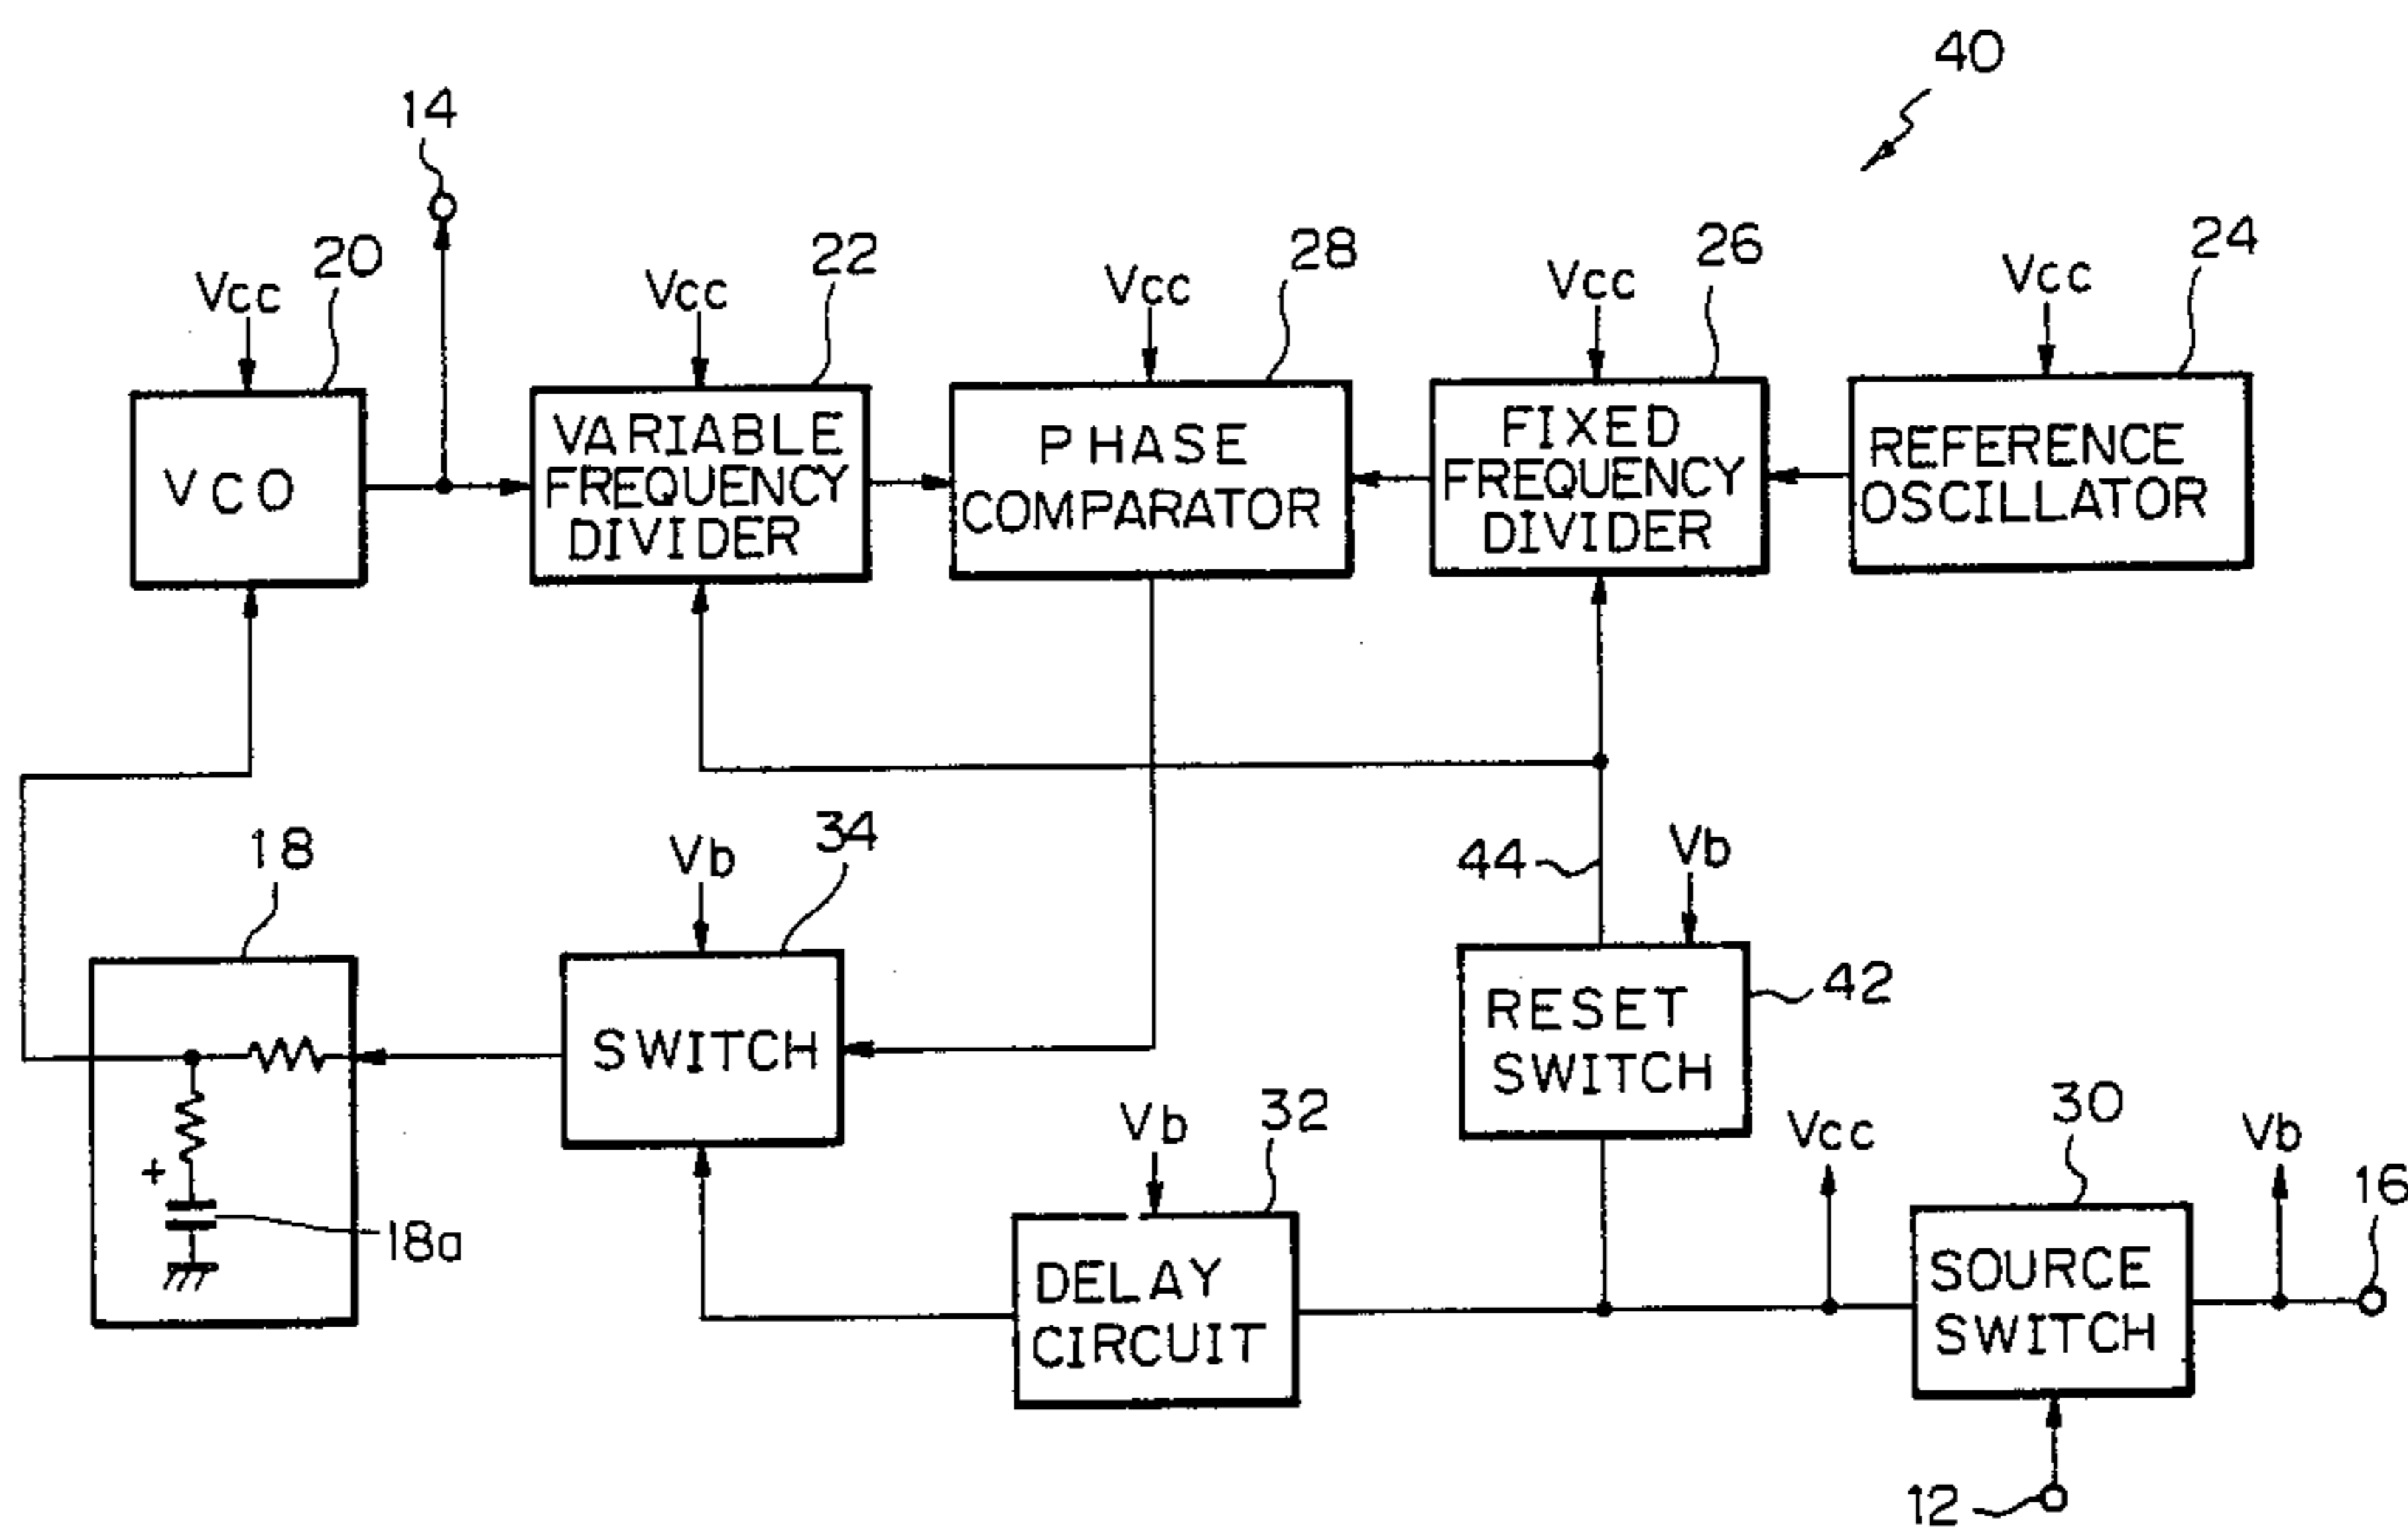 40
14
20
22
28
26
24
Vcc
Vcc
Vcc
Vcc
Vcc
VCO
VARIABLE
FREQUENCY
DIVIDER
PHASE
COMPARATOR
FIXED
FREQUENCY
DIVIDER
REFERENCE
OSCILLATOR
18
Vb
34
44
Vb
42
SWITCH
RESET
SWITCH
+
18a
Vb
32
DELAY
CIRCUIT
Vcc
30
Vb
16
SOURCE
SWITCH
12